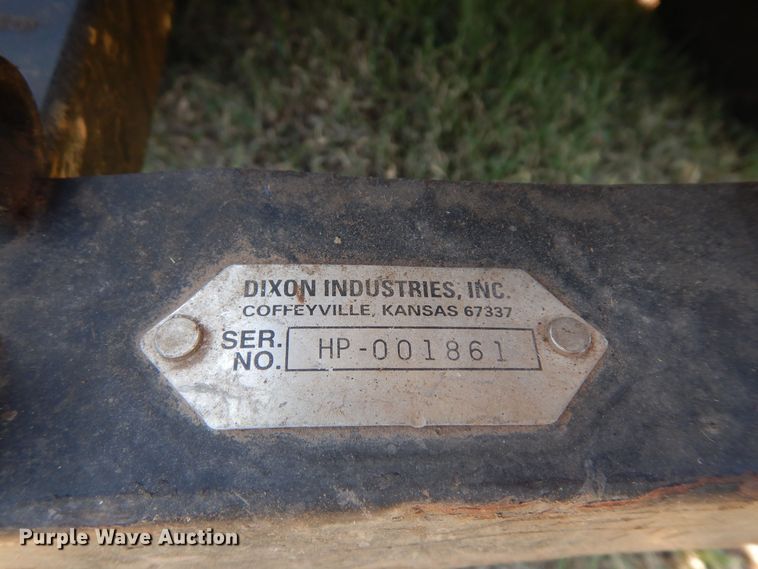 DIXON INDUSTRIES, INC.
COFFEYVILLE, KANSAS 67337
SER. NO. HP-001861
Purple Wave Auction